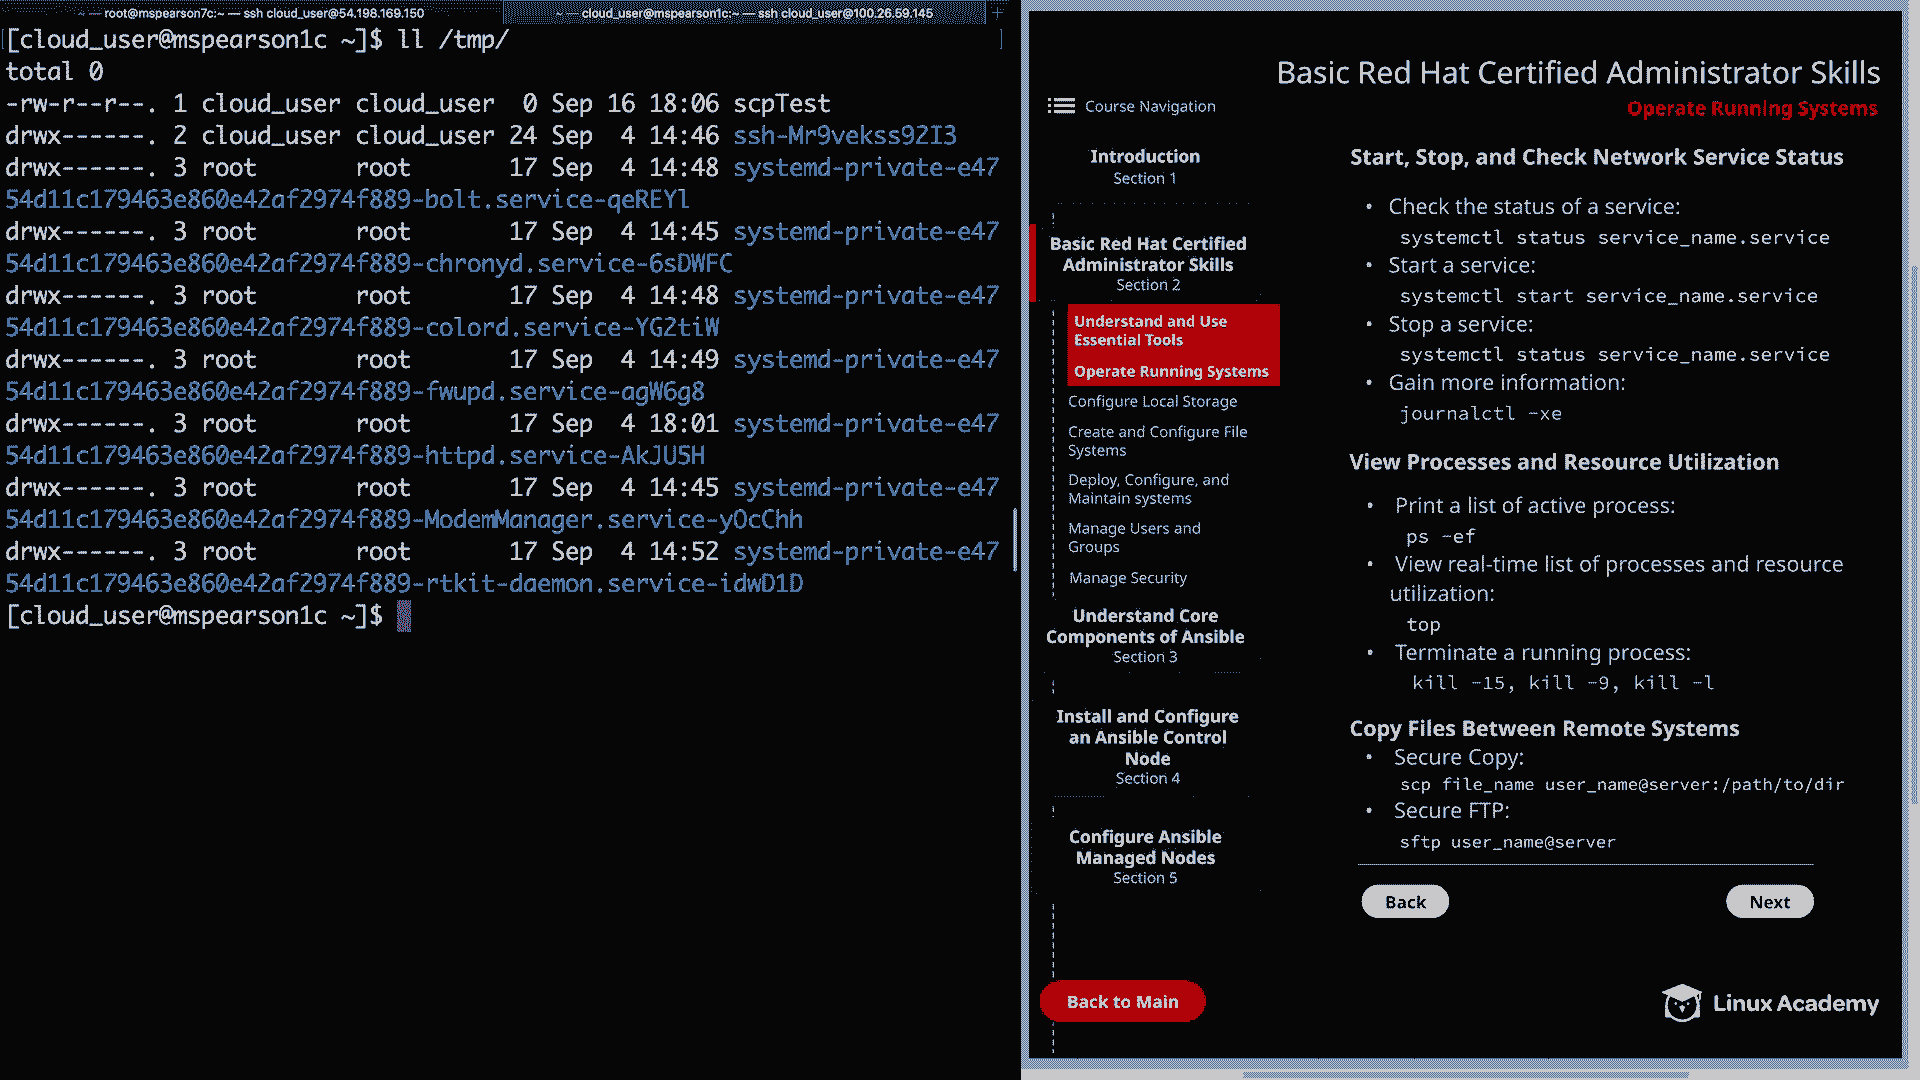 ~ — root@mspearson7c:~ — ssh cloud_user@54.198.169.150
~ — cloud_user@mspearson1c:~ — ssh cloud_user@100.26.59.145
[cloud_user@mspearson1c ~]$ ll /tmp/
total 0
-rw-r--r--. 1 cloud_user cloud_user  0 Sep 16 18:06 scpTest
drwx------. 2 cloud_user cloud_user 24 Sep  4 14:46 ssh-Mr9vekss92I3
drwx------. 3 root       root       17 Sep  4 14:48 systemd-private-e47
54d11c179463e860e42af2974f889-bolt.service-qeREYl
drwx------. 3 root       root       17 Sep  4 14:45 systemd-private-e47
54d11c179463e860e42af2974f889-chronyd.service-6sDWFC
drwx------. 3 root       root       17 Sep  4 14:48 systemd-private-e47
54d11c179463e860e42af2974f889-colord.service-YG2tiW
drwx------. 3 root       root       17 Sep  4 14:49 systemd-private-e47
54d11c179463e860e42af2974f889-fwupd.service-agW6g8
drwx------. 3 root       root       17 Sep  4 18:01 systemd-private-e47
54d11c179463e860e42af2974f889-httpd.service-AkJU5H
drwx------. 3 root       root       17 Sep  4 14:45 systemd-private-e47
54d11c179463e860e42af2974f889-ModemManager.service-yOcChh
drwx------. 3 root       root       17 Sep  4 14:52 systemd-private-e47
54d11c179463e860e42af2974f889-rtkit-daemon.service-idwD1D
[cloud_user@mspearson1c ~]$
Basic Red Hat Certified Administrator Skills
Operate Running Systems
Course Navigation
Introduction
Section 1
Basic Red Hat Certified
Administrator Skills
Section 2
Understand and Use
Essential Tools
Operate Running Systems
Configure Local Storage
Create and Configure File
Systems
Deploy, Configure, and
Maintain systems
Manage Users and
Groups
Manage Security
Understand Core
Components of Ansible
Section 3
Install and Configure
an Ansible Control
Node
Section 4
Configure Ansible
Managed Nodes
Section 5
Back to Main
Start, Stop, and Check Network Service Status
• Check the status of a service:
systemctl status service_name.service
• Start a service:
systemctl start service_name.service
• Stop a service:
systemctl status service_name.service
• Gain more information:
journalctl -xe
View Processes and Resource Utilization
• Print a list of active process:
ps -ef
• View real-time list of processes and resource
utilization:
top
• Terminate a running process:
kill -15, kill -9, kill -l
Copy Files Between Remote Systems
• Secure Copy:
scp file_name user_name@server:/path/to/dir
• Secure FTP:
sftp user_name@server
Back
Next
Linux Academy